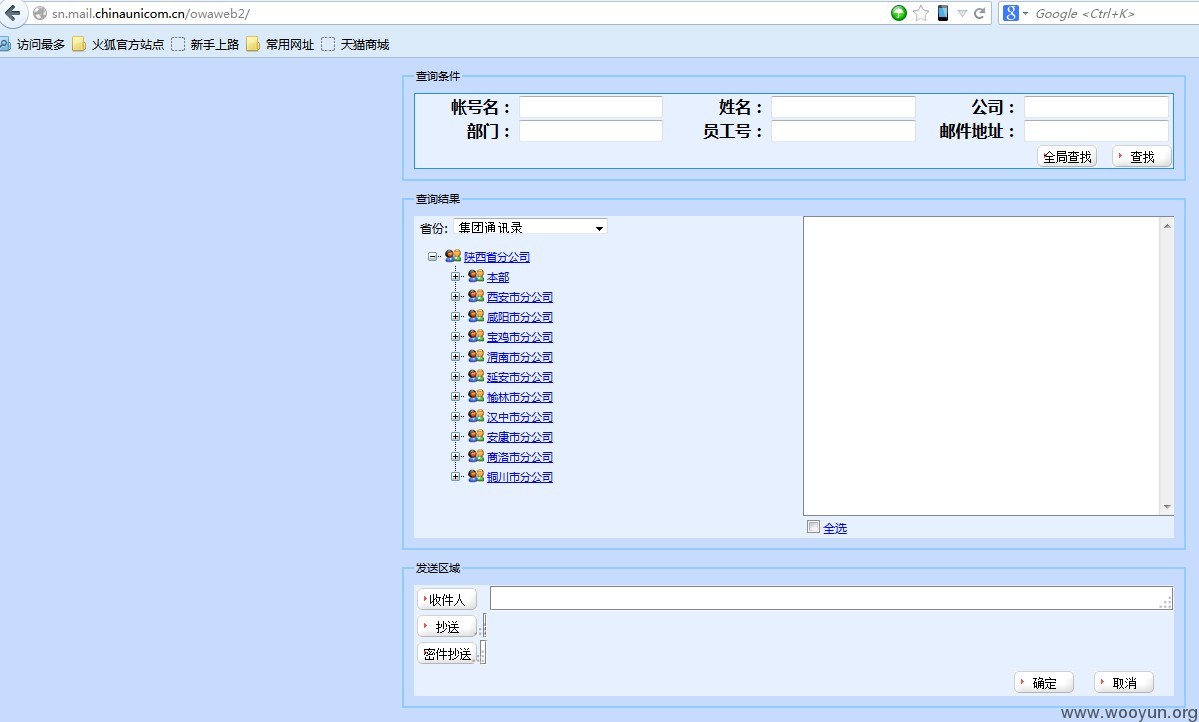 sn.mail.chinaunicom.cn/owaweb2/
Google <Ctrl+K>
访问最多 火狐官方站点 新手上路 常用网址 天猫商城
查询条件
帐号名： 姓名： 公司：
部门： 员工号： 邮件地址：
全局查找 查找
查询结果
省份: 集团通讯录
陕西省分公司
本部
西安市分公司
咸阳市分公司
宝鸡市分公司
渭南市分公司
延安市分公司
榆林市分公司
汉中市分公司
安康市分公司
商洛市分公司
铜川市分公司
全选
发送区域
收件人
抄送
密件抄送
确定 取消
www.wooyun.org